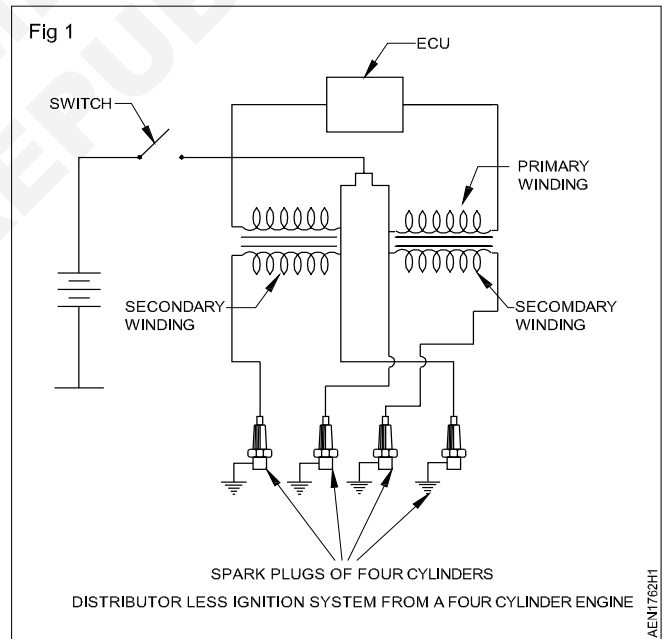 Fig 1
ECU
SWITCH
PRIMARY
WINDING
SECONDARY
WINDING
SECOMDARY
WINDING
SPARK PLUGS OF FOUR CYLINDERS
DISTRIBUTOR LESS IGNITION SYSTEM FROM A FOUR CYLINDER ENGINE
AEN1762H1